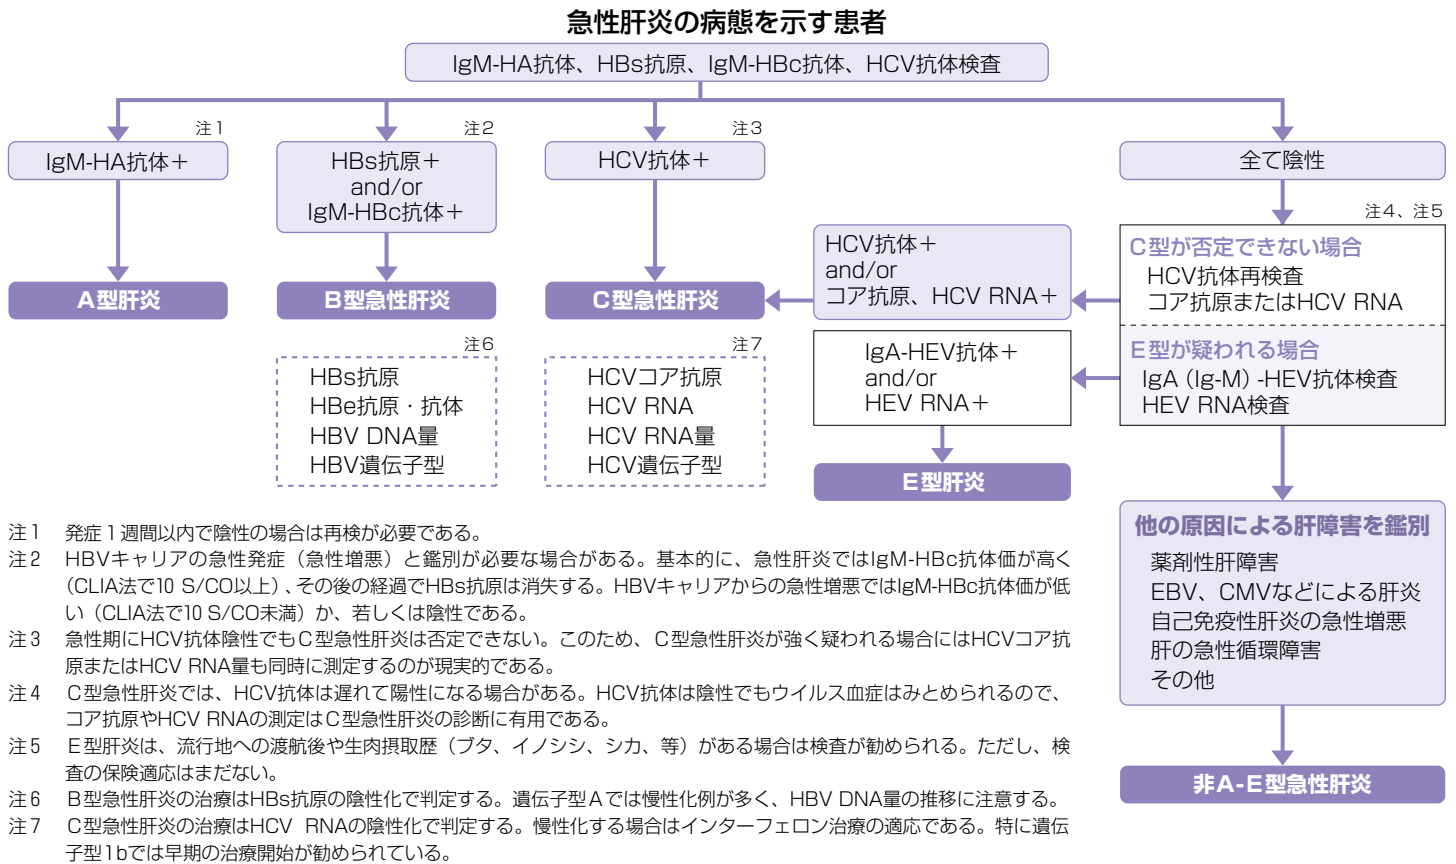 急性肝炎の病態を示す患者
IgM-HA抗体、HBs抗原、IgM-HBc抗体、HCV抗体検査
注1
IgM-HA抗体＋
A型肝炎
注2
HBs抗原＋
and/or
IgM-HBc抗体＋
B型急性肝炎
注6
HBs抗原
HBe抗原・抗体
HBV DNA量
HBV遺伝子型
注3
HCV抗体＋
C型急性肝炎
注7
HCVコア抗原
HCV RNA
HCV RNA量
HCV遺伝子型
全て陰性
注4、注5
C型が否定できない場合
HCV抗体再検査
コア抗原またはHCV RNA
E型が疑われる場合
IgA（Ig-M）-HEV抗体検査
HEV RNA検査
HCV抗体＋
and/or
コア抗原、HCV RNA＋
IgA-HEV抗体＋
and/or
HEV RNA＋
E型肝炎
他の原因による肝障害を鑑別
薬剤性肝障害
EBV、CMVなどによる肝炎
自己免疫性肝炎の急性増悪
肝の急性循環障害
その他
非A-E型急性肝炎
注1 発症1週間以内で陰性の場合は再検が必要である。
注2 HBVキャリアの急性発症（急性増悪）と鑑別が必要な場合がある。基本的に、急性肝炎ではIgM-HBc抗体価が高く
（CLIA法で10 S/CO以上）、その後の経過でHBs抗原は消失する。HBVキャリアからの急性増悪ではIgM-HBc抗体価が低
い（CLIA法で10 S/CO未満）か、若しくは陰性である。
注3 急性期にHCV抗体陰性でもC型急性肝炎は否定できない。このため、C型急性肝炎が強く疑われる場合にはHCVコア抗
原またはHCV RNA量も同時に測定するのが現実的である。
注4 C型急性肝炎では、HCV抗体は遅れて陽性になる場合がある。HCV抗体は陰性でもウイルス血症はみとめられるので、
コア抗原やHCV RNAの測定はC型急性肝炎の診断に有用である。
注5 E型肝炎は、流行地への渡航後や生肉摂取歴（ブタ、イノシシ、シカ、等）がある場合は検査が勧められる。ただし、検
査の保険適応はまだない。
注6 B型急性肝炎の治療はHBs抗原の陰性化で判定する。遺伝子型Aでは慢性化例が多く、HBV DNA量の推移に注意する。
注7 C型急性肝炎の治療はHCV RNAの陰性化で判定する。慢性化する場合はインターフェロン治療の適応である。特に遺伝
子型1bでは早期の治療開始が勧められている。